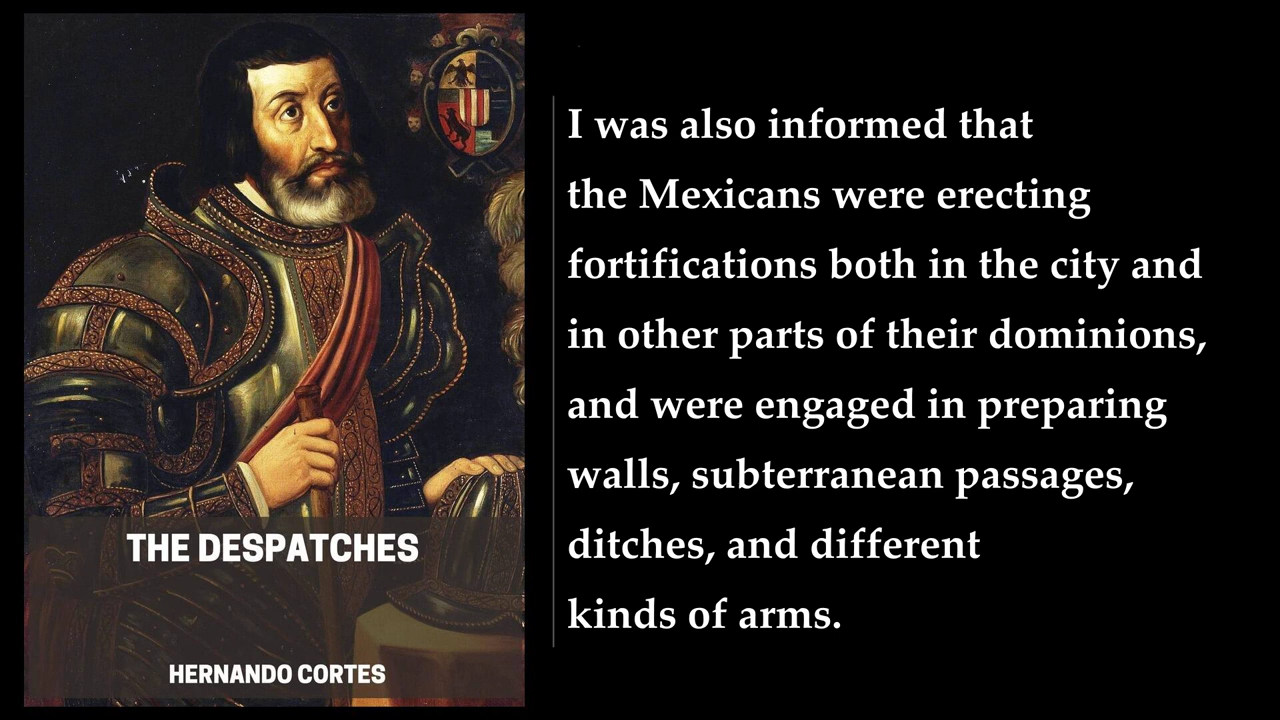 THE DESPATCHES
HERNANDO CORTES
I was also informed that
the Mexicans were erecting
fortifications both in the city and
in other parts of their dominions,
and were engaged in preparing
walls, subterranean passages,
ditches, and different
kinds of arms.